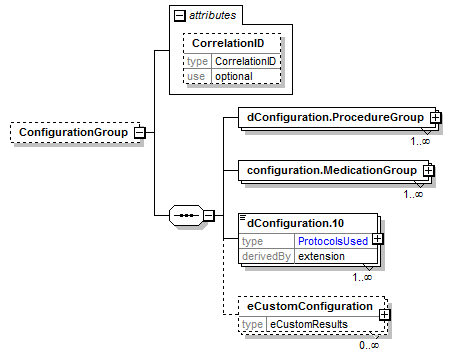 attributes
CorrelationID
type CorrelationID
use optional
ConfigurationGroup
dConfiguration.ProcedureGroup
1..∞
configuration.MedicationGroup
1..∞
dConfiguration.10
type ProtocolsUsed
derivedBy extension
1..∞
eCustomConfiguration
type eCustomResults
0..∞